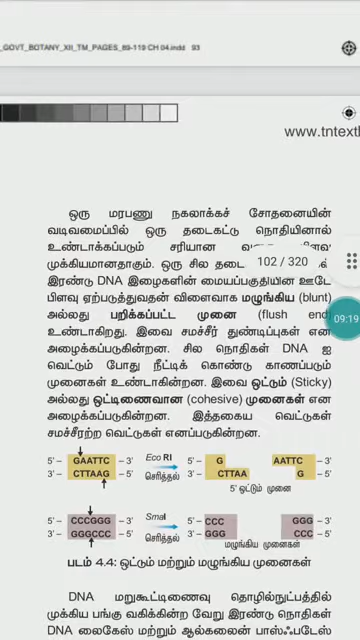 _GOVT_BOTANY_XII_TM_PAGES_89-119 CH 04.indd 93
www.tntextb
ஒரு மரபணு நகலாக்கச் சோதனையின்
வடிவமைப்பில் ஒரு தடைகட்டு நொதியினால்
உண்டாக்கப்படும் சரியான
முக்கியமானதாகும். ஒரு சில தடை
102 / 320
இரண்டு DNA இழைகளின் மையப்பகுதியின் ஊடே
பிளவு ஏற்படுத்துவதன் விளைவாக மழுங்கிய (blunt)
அல்லது பறிக்கப்பட்ட முனை (flush end)
09:19
உண்டாகிறது. இவை சமச்சீர் துண்டிப்புகள் என
அழைக்கப்படுகின்றன. சில நொதிகள் DNA ஐ
வெட்டும் போது நீட்டிக் கொண்டு காணப்படும்
முனைகள் உண்டாகின்றன. இவை ஒட்டும் (Sticky)
அல்லது ஒட்டிணைவான (cohesive) முனைகள் என
அழைக்கப்படுகின்றன. இத்தகைய வெட்டுகள்
சமச்சீரற்ற வெட்டுகள் எனப்படுகின்றன.
5′ – GAATTC – 3′ Eco RI 5′ – G AATTC – 3′
3′ – CTTAAG – 5′ செரித்தல் 3′ – CTTAA G – 5′
5′ ஒட்டும் முனை
5′ – CCCGGG – 3′ SmaI 5′ – CCC GGG – 3′
3′ – GGGCCC – 5′ செரித்தல் 3′ – GGG CCC – 5′
மழுங்கிய முனைகள்
படம் 4.4: ஒட்டும் மற்றும் மழுங்கிய முனைகள்
DNA மறுகூட்டிணைவு தொழில்நுட்பத்தில்
முக்கிய பங்கு வகிக்கின்ற வேறு இரண்டு நொதிகள்
DNA லைகேஸ் மற்றும் ஆல்கலைன் பாஸ்ஃபடேஸ்